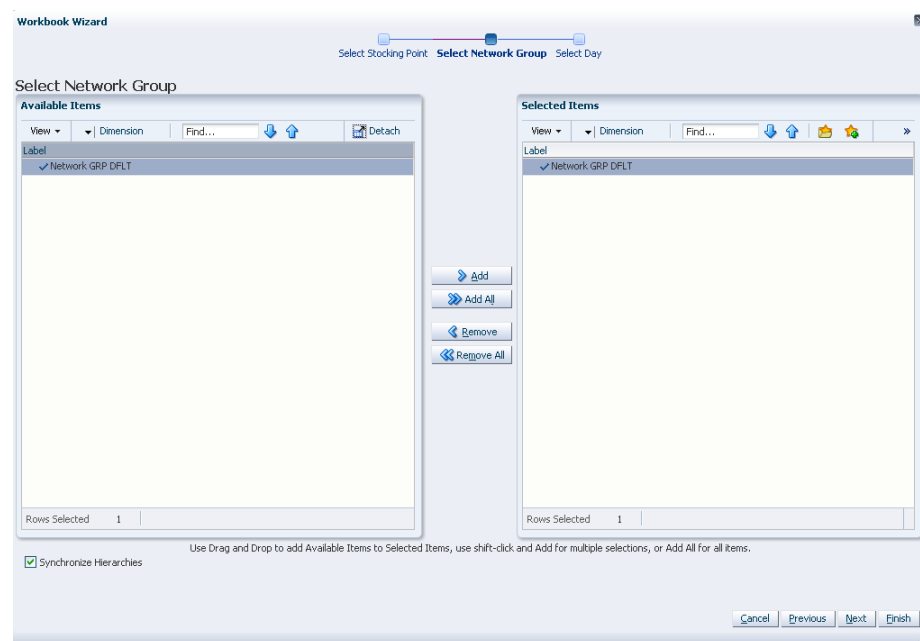 Workbook Wizard
Select Stocking Point Select Network Group Select Day
Select Network Group
Available Items
View Dimension Find... Detach
Label
Network GRP DFLT
Rows Selected 1
Selected Items
View Dimension Find... »
Label
Network GRP DFLT
Rows Selected 1
Add
Add All
Remove
Remove All
Use Drag and Drop to add Available Items to Selected Items, use shift-click and Add for multiple selections, or Add All for all items.
Synchronize Hierarchies
Cancel Previous Next Finish